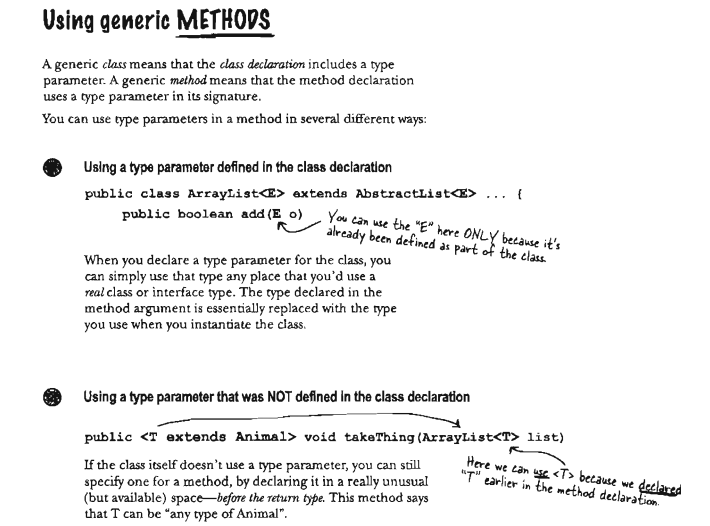 Using generic METHODS
A generic class means that the class declaration includes a type
parameter. A generic method means that the method declaration
uses a type parameter in its signature.
You can use type parameters in a method in several different ways:
Using a type parameter defined in the class declaration
public class ArrayList<E> extends AbstractList<E> ... {
public boolean add(E o)
You can use the "E" here ONLY because it's
already been defined as part of the class.
When you declare a type parameter for the class, you
can simply use that type any place that you'd use a
real class or interface type. The type declared in the
method argument is essentially replaced with the type
you use when you instantiate the class.
Using a type parameter that was NOT defined in the class declaration
public <T extends Animal> void takeThing(ArrayList<T> list)
If the class itself doesn't use a type parameter, you can still
specify one for a method, by declaring it in a really unusual
(but available) space—before the return type. This method says
that T can be "any type of Animal".
Here we can use <T> because we declared
"T" earlier in the method declaration.